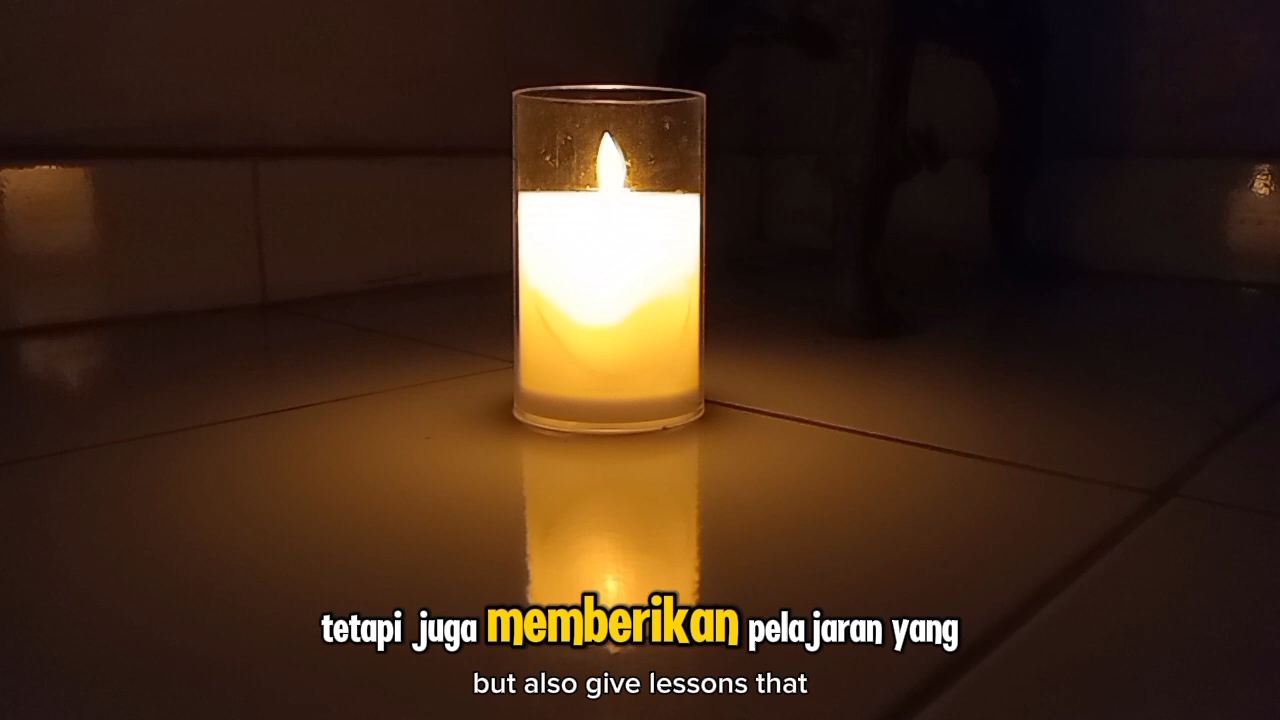 tetapi juga memberikan pelajaran yang
but also give lessons that